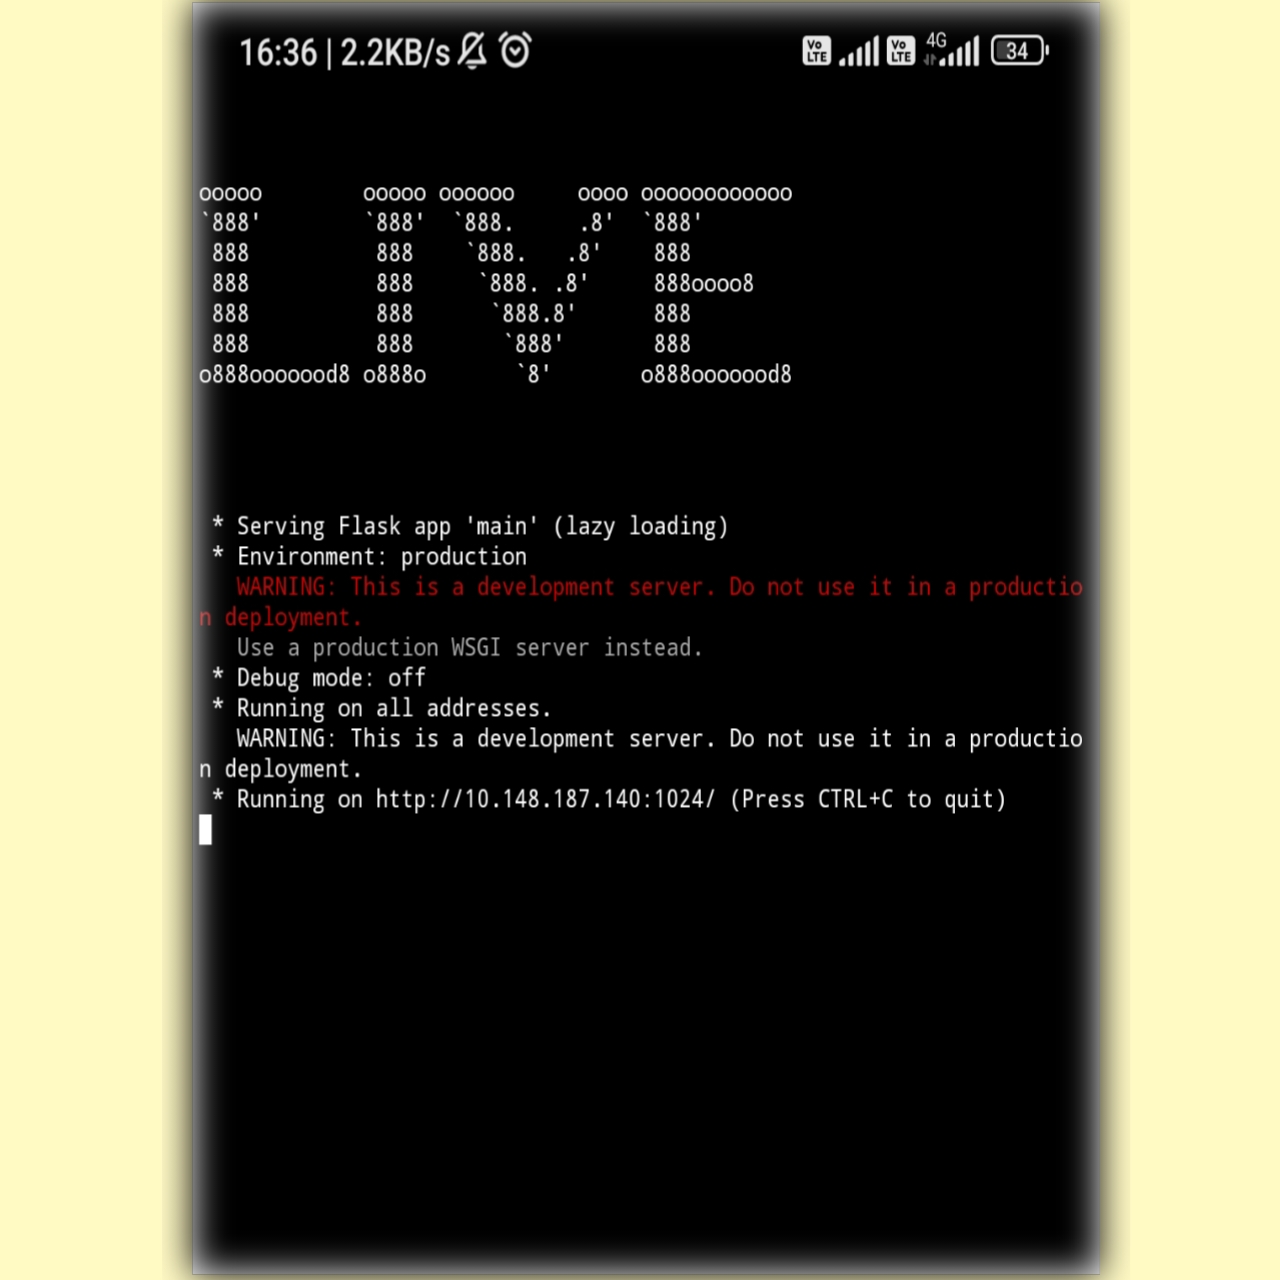 16:36 | 2.2KB/s
Vo LTE Vo LTE 4G 34
ooooo        ooooo oooooo     oooo oooooooooooo
`888'        `888'  `888.     .8'  `888'
 888          888    `888.   .8'    888
 888          888     `888. .8'     888oooo8
 888          888      `888.8'      888
 888          888       `888'       888
o888ooooood8 o888o       `8'       o888ooooood8
 * Serving Flask app 'main' (lazy loading)
 * Environment: production
   WARNING: This is a development server. Do not use it in a productio
n deployment.
   Use a production WSGI server instead.
 * Debug mode: off
 * Running on all addresses.
   WARNING: This is a development server. Do not use it in a productio
n deployment.
 * Running on http://10.148.187.140:1024/ (Press CTRL+C to quit)